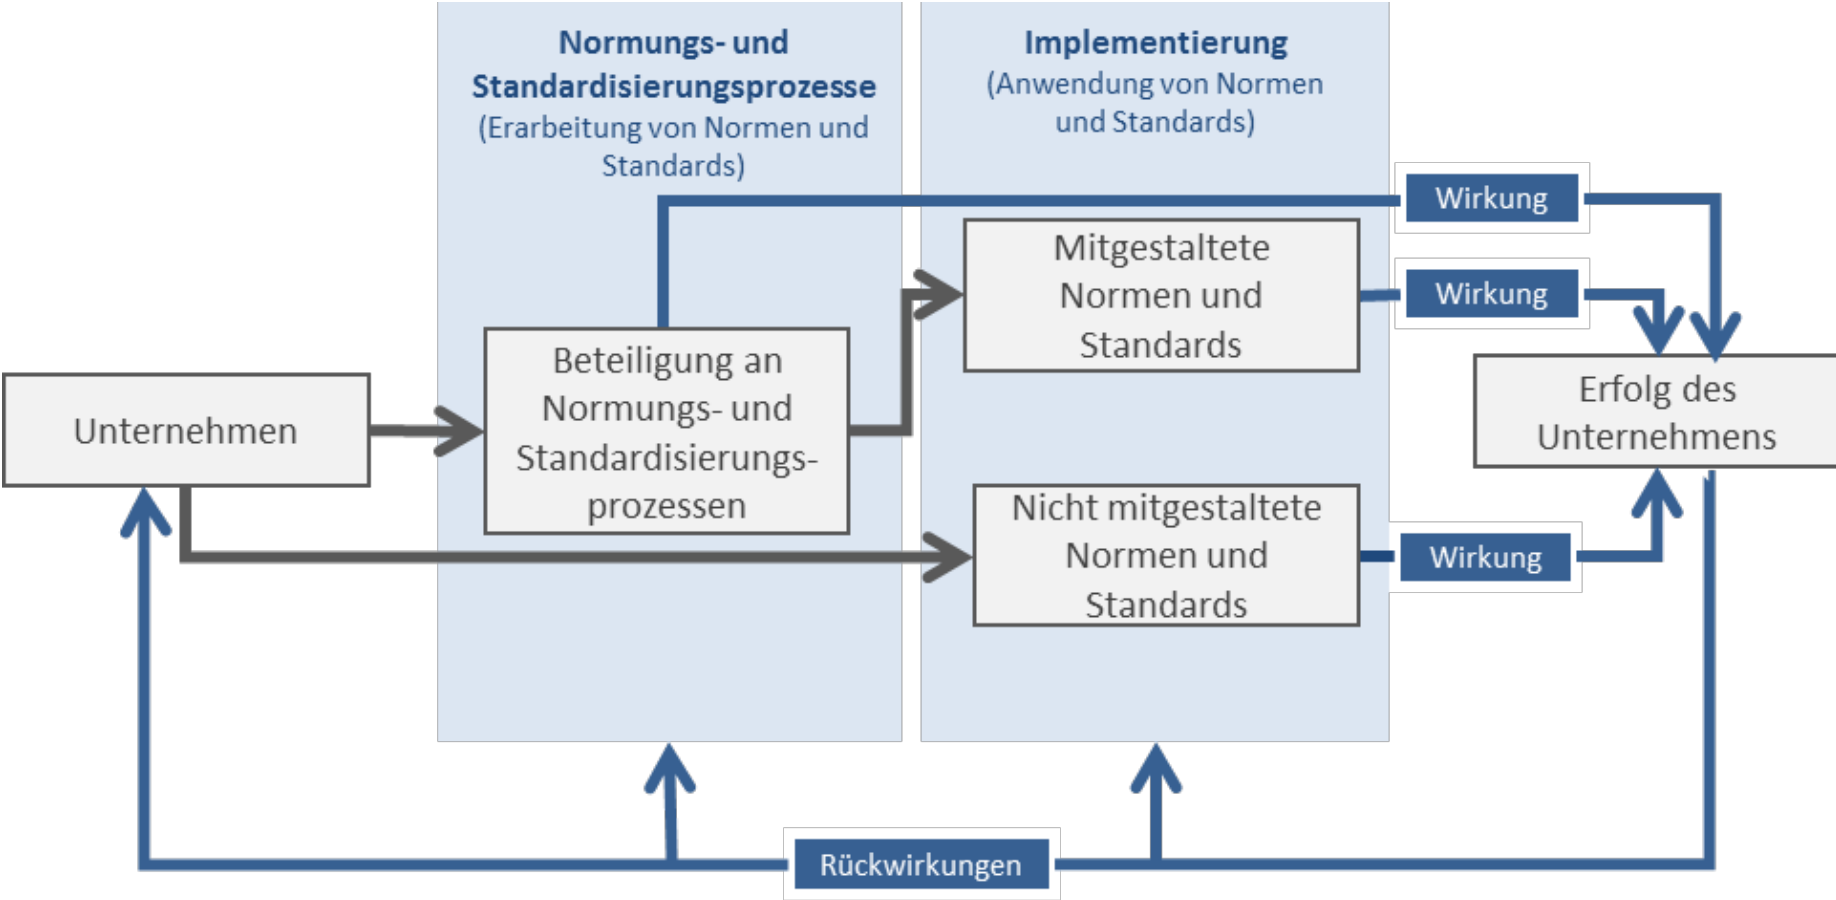 Normungs- und
Standardisierungsprozesse
(Erarbeitung von Normen und
Standards)
Implementierung
(Anwendung von Normen
und Standards)
Wirkung
Mitgestaltete
Normen und
Standards
Wirkung
Unternehmen
Beteiligung an
Normungs- und
Standardisierungs-
prozessen
Erfolg des
Unternehmens
Nicht mitgestaltete
Normen und
Standards
Wirkung
Rückwirkungen